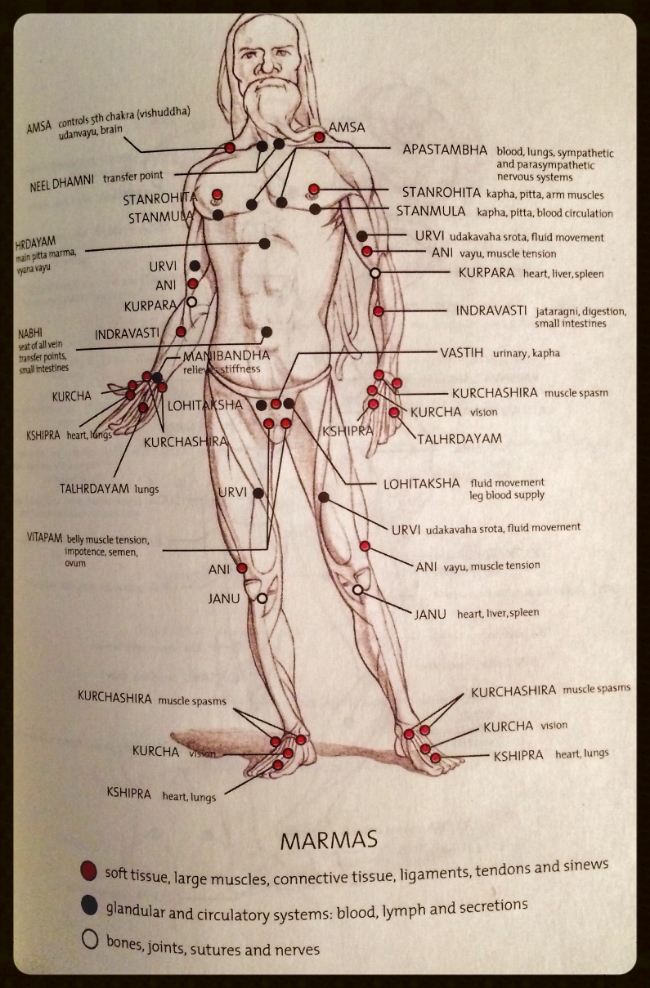 AMSA controls 5th chakra (vishuddha)
udanvayu, brain
AMSA
APASTAMBHA blood, lungs, sympathetic
and parasympathetic
nervous systems
NEEL DHAMNI transfer point
STANROHITA
STANROHITA kapha, pitta, arm muscles
STANMULA
STANMULA kapha, pitta, blood circulation
HRDAYAM
main pitta marma,
vyana vayu
URVI udakavaha srota, fluid movement
ANI vayu, muscle tension
URVI
ANI
KURPARA
KURPARA heart, liver, spleen
INDRAVASTI jataragni, digestion,
small intestines
NABHI
seat of all vein
transfer points,
small intestines
INDRAVASTI
MANIBANDHA
relieves stiffness
VASTIH urinary, kapha
KURCHA
LOHITAKSHA
KURCHASHIRA muscle spasm
KURCHA vision
KSHIPRA heart, lungs
KURCHASHIRA
KSHIPRA
TALHRDAYAM
TALHRDAYAM lungs
LOHITAKSHA fluid movement
leg blood supply
URVI
URVI udakavaha srota, fluid movement
VITAPAM belly muscle tension,
impotence, semen,
ovum
ANI
ANI vayu, muscle tension
JANU
JANU heart, liver, spleen
KURCHASHIRA muscle spasms
KURCHASHIRA muscle spasms
KURCHA vision
KURCHA vision
KSHIPRA heart, lungs
KSHIPRA heart, lungs
MARMAS
soft tissue, large muscles, connective tissue, ligaments, tendons and sinews
glandular and circulatory systems: blood, lymph and secretions
bones, joints, sutures and nerves